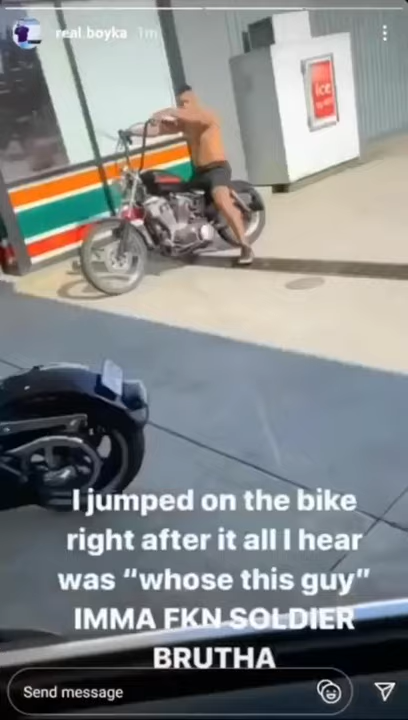 real.boyka 1m
Ice
I jumped on the bike
right after it all I hear
was “whose this guy”
IMMA FKN SOLDIER
BRUTHA
Send message